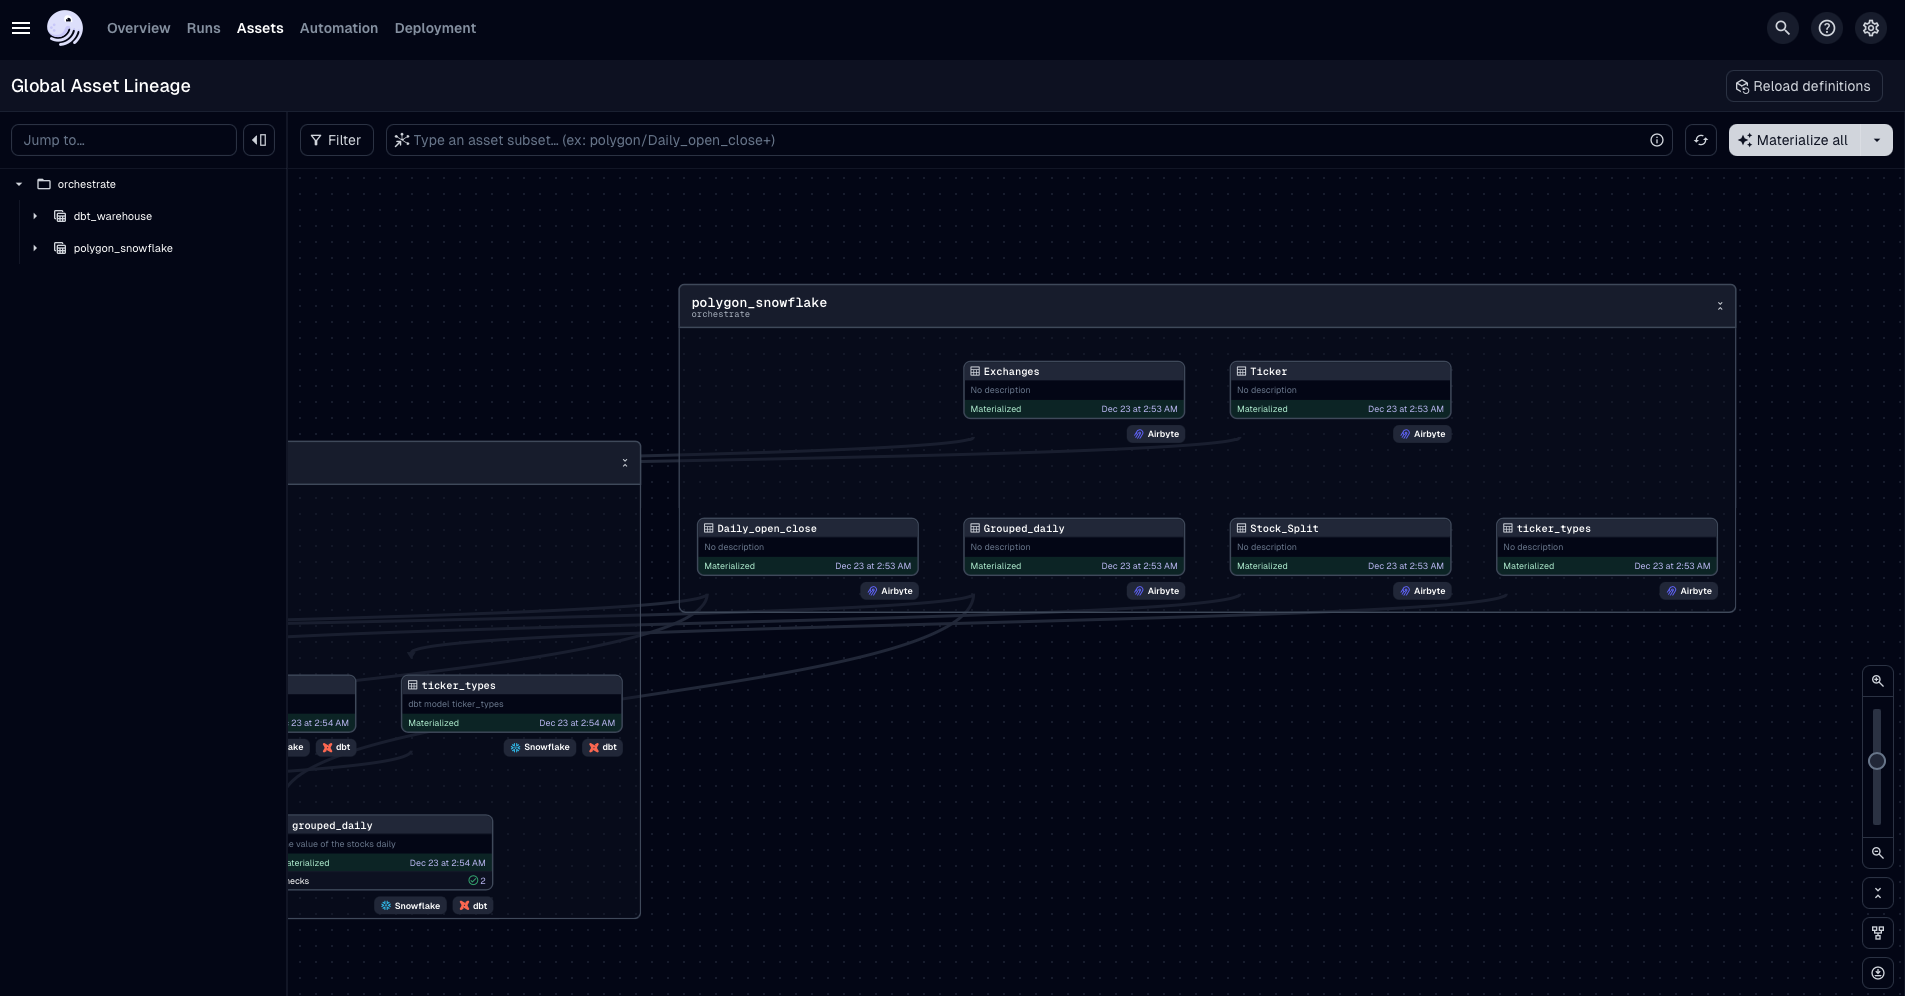 Overview Runs Assets Automation Deployment
Global Asset Lineage
Reload definitions
Jump to…
Filter
Type an asset subset… (ex: polygon/Daily_open_close+)
Materialize all
orchestrate
dbt_warehouse
polygon_snowflake
polygon_snowflake
orchestrate
Exchanges
No description
Materialized Dec 23 at 2:53 AM
Airbyte
Ticker
No description
Materialized Dec 23 at 2:53 AM
Airbyte
Daily_open_close
No description
Materialized Dec 23 at 2:53 AM
Airbyte
Grouped_daily
No description
Materialized Dec 23 at 2:53 AM
Airbyte
Stock_Split
No description
Materialized Dec 23 at 2:53 AM
Airbyte
ticker_types
No description
Materialized Dec 23 at 2:53 AM
Airbyte
23 at 2:54 AM
ake dbt
ticker_types
dbt model ticker_types
Materialized Dec 23 at 2:54 AM
Snowflake dbt
grouped_daily
e value of the stocks daily
aterialized Dec 23 at 2:54 AM
hecks 2
Snowflake dbt